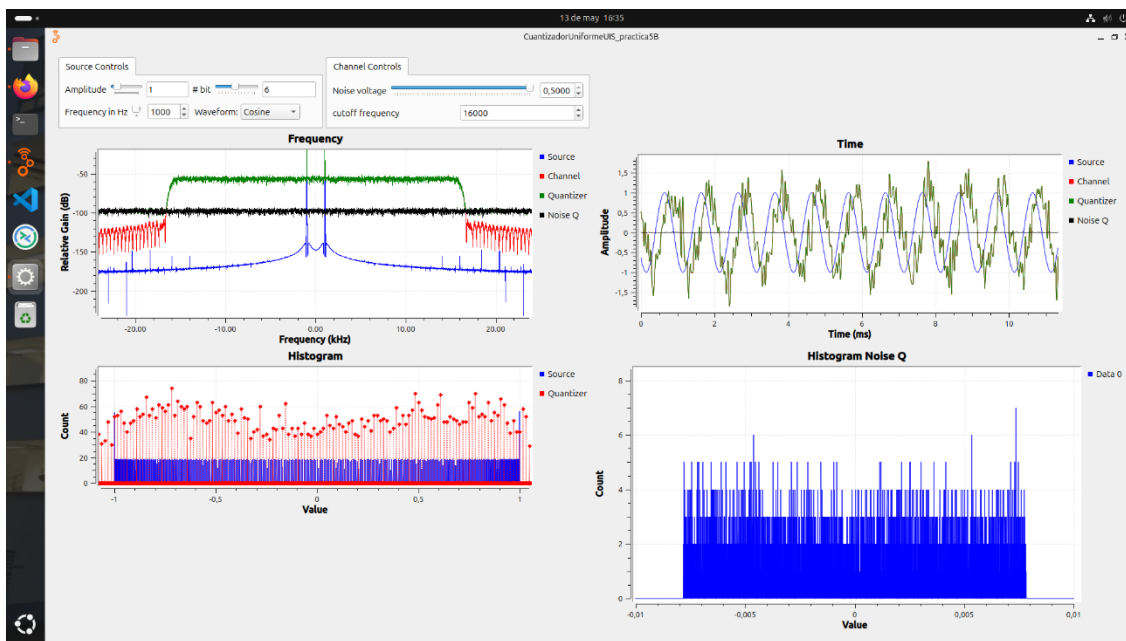 13 de may 16:35
CuantizadorUniformeUIS_practica5B
Source Controls
Amplitude 1 # bit 6
Frequency in Hz 1000 Waveform: Cosine
Channel Controls
Noise voltage 0,5000
cutoff frequency 16000
Frequency
Relative Gain (dB)
-50
-100
-150
-200
-20.00 -10.00 0.00 10.00 20.00
Frequency (kHz)
Source
Channel
Quantizer
Noise Q
Time
Amplitude
1,5
1
0,5
0
-0,5
-1
-1,5
0 2 4 6 8 10
Time (ms)
Source
Channel
Quantizer
Noise Q
Histogram
Count
80
60
40
20
0
-1 -0,5 0 0,5 1
Value
Source
Quantizer
Histogram Noise Q
Count
8
6
4
2
0
-0,01 -0,005 0 0,005 0,01
Value
Data 0